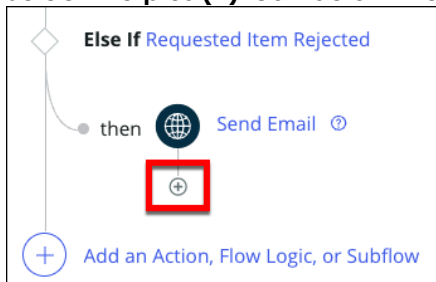 Else If Requested Item Rejected
then Send Email
Add an Action, Flow Logic, or Subflow